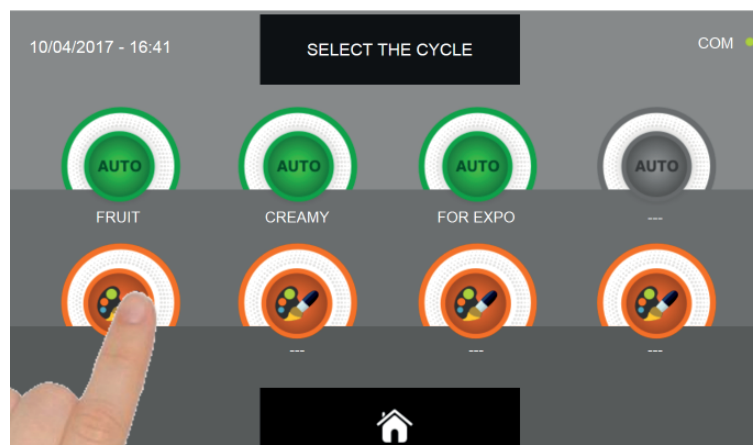 10/04/2017 - 16:41
SELECT THE CYCLE
COM
AUTO
AUTO
AUTO
AUTO
FRUIT
CREAMY
FOR EXPO
---
---
---
---